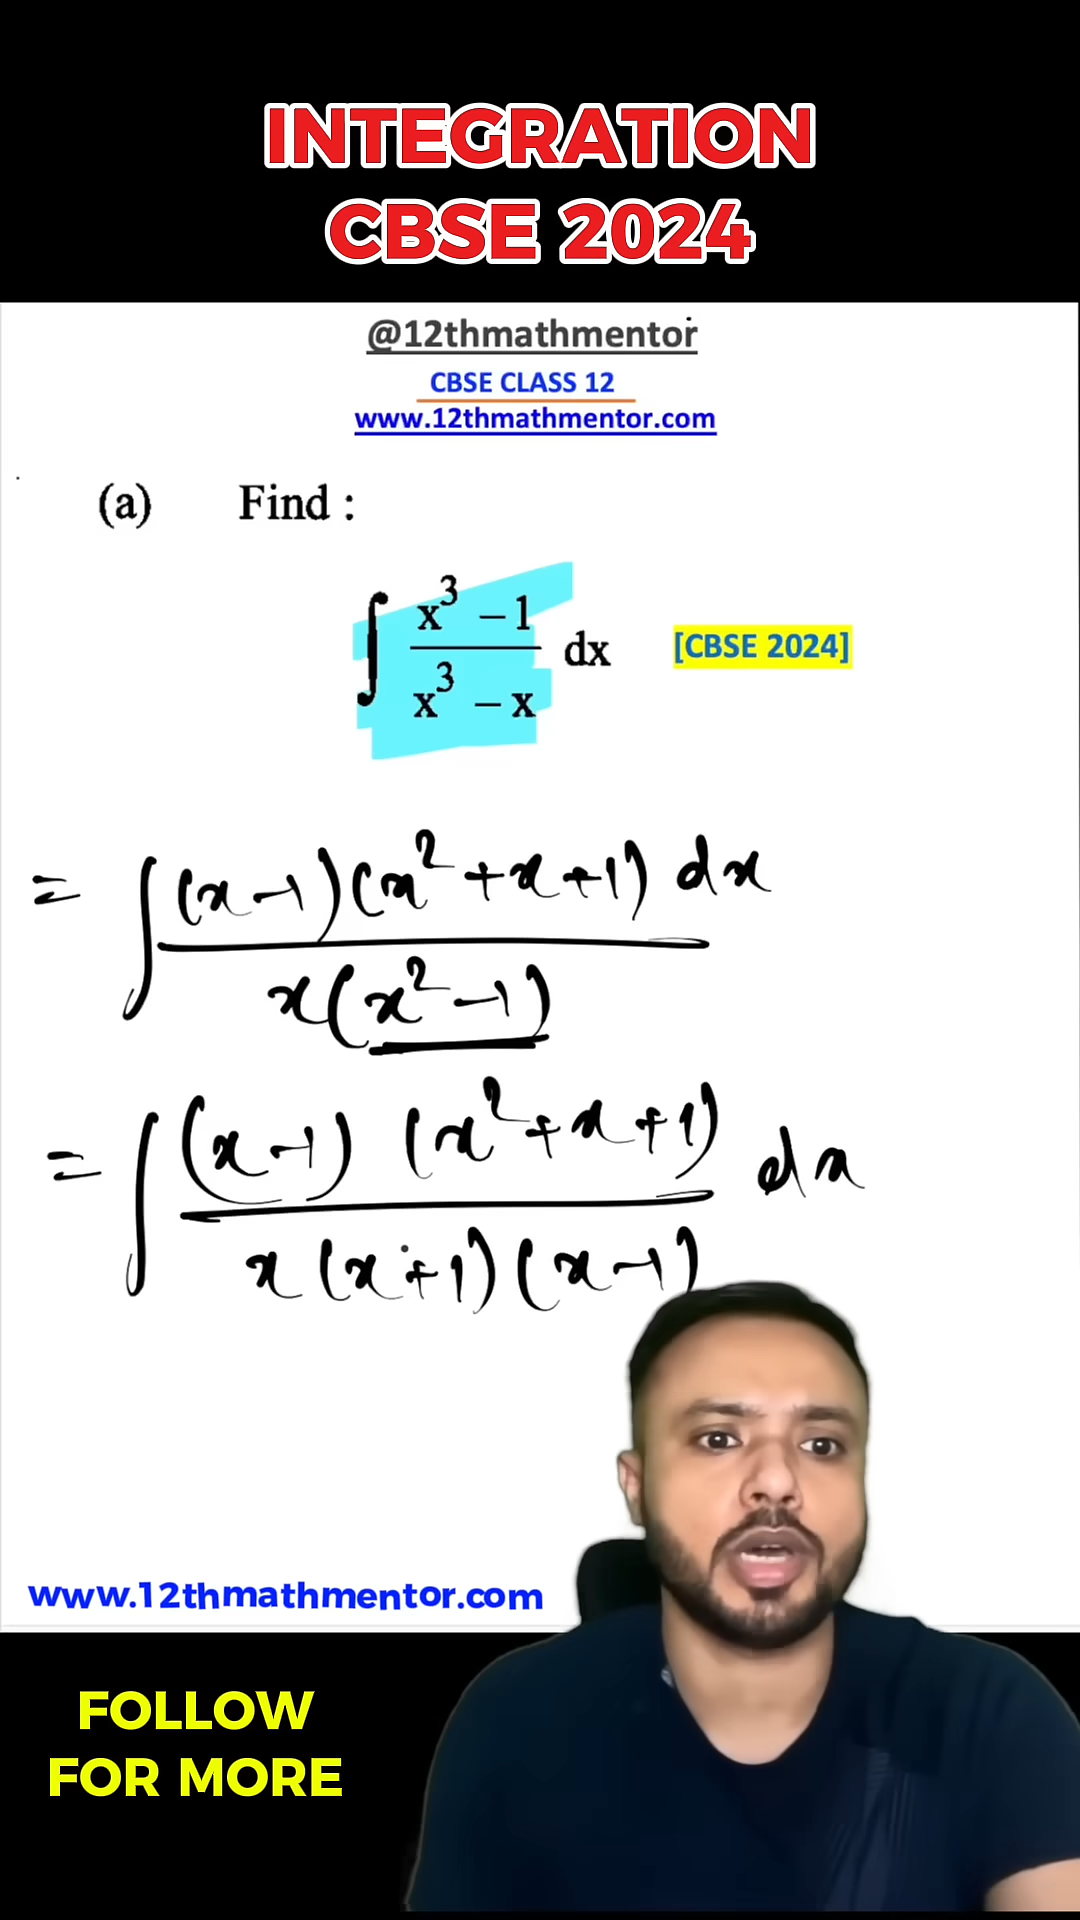 INTEGRATION
CBSE 2024
@12thmathmentor
CBSE CLASS 12
www.12thmathmentor.com
(a) Find :
∫ (x³ − 1)/(x³ − x) dx [CBSE 2024]
= ∫ (x−1)(x²+x+1) dx
x(x²−1)
= ∫ (x−1) (x²+x+1) dx
x(x+1)(x−1)
www.12thmathmentor.com
FOLLOW
FOR MORE